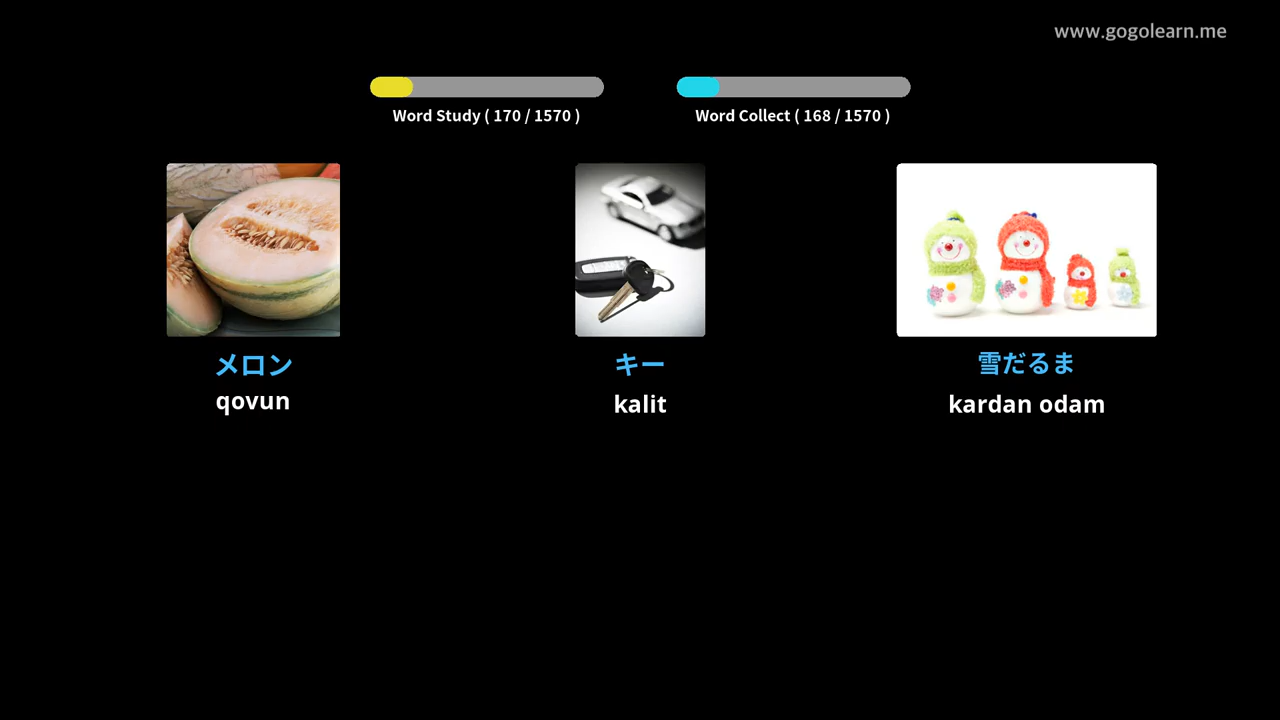 www.gogolearn.me
Word Study ( 170 / 1570 )
Word Collect ( 168 / 1570 )
メロン
qovun
キー
kalit
雪だるま
kardan odam